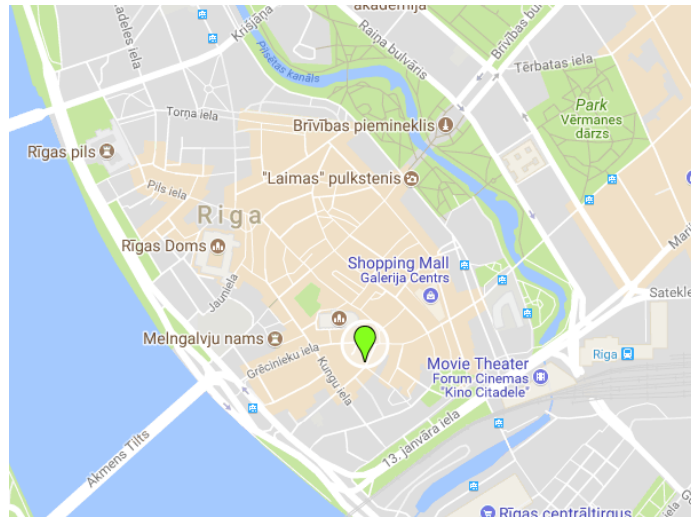 akadēmija
Raiņa bulvāris
Brīvības bul
Krišjāņa
Pilsētas kanāls
Tērbatas iela
Torņa iela
Park
Vērmanes
dārzs
Brīvības piemineklis
Rīgas pils
"Laimas" pulkstenis
Pils iela
Riga
Rīgas Doms
Shopping Mall
Galerija Centrs
Jauniela
Satekle
Melngalvju nams
Grēcinieku iela
Kungu iela
Movie Theater
Forum Cinemas
"Kino Citadele"
Riga
13. janvāra iela
Akmens Tilts
Rīgas centrāltirgus